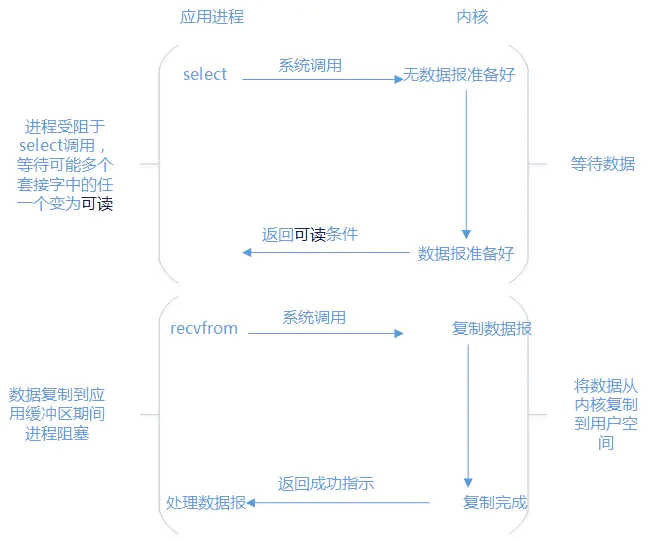 应用进程
内核
select
系统调用
无数据报准备好
进程受阻于
select调用，
等待可能多个
套接字中的任
一个变为可读
等待数据
返回可读条件
数据报准备好
recvfrom
系统调用
复制数据报
数据复制到应
用缓冲区期间
进程阻塞
将数据从
内核复制
到用户空
间
返回成功指示
处理数据报
复制完成